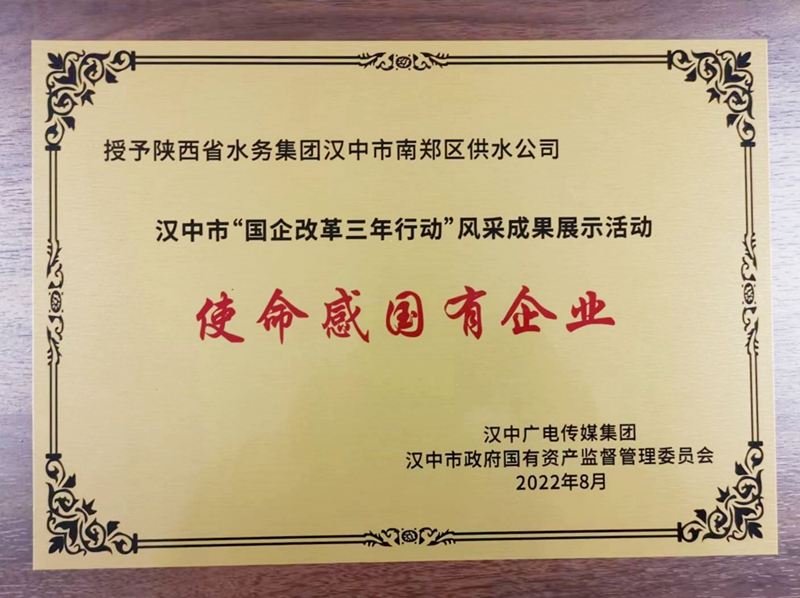 授予陕西省水务集团汉中市南郑区供水公司
汉中市“国企改革三年行动”风采成果展示活动
使命感国有企业
汉中广电传媒集团
汉中市政府国有资产监督管理委员会
2022年8月